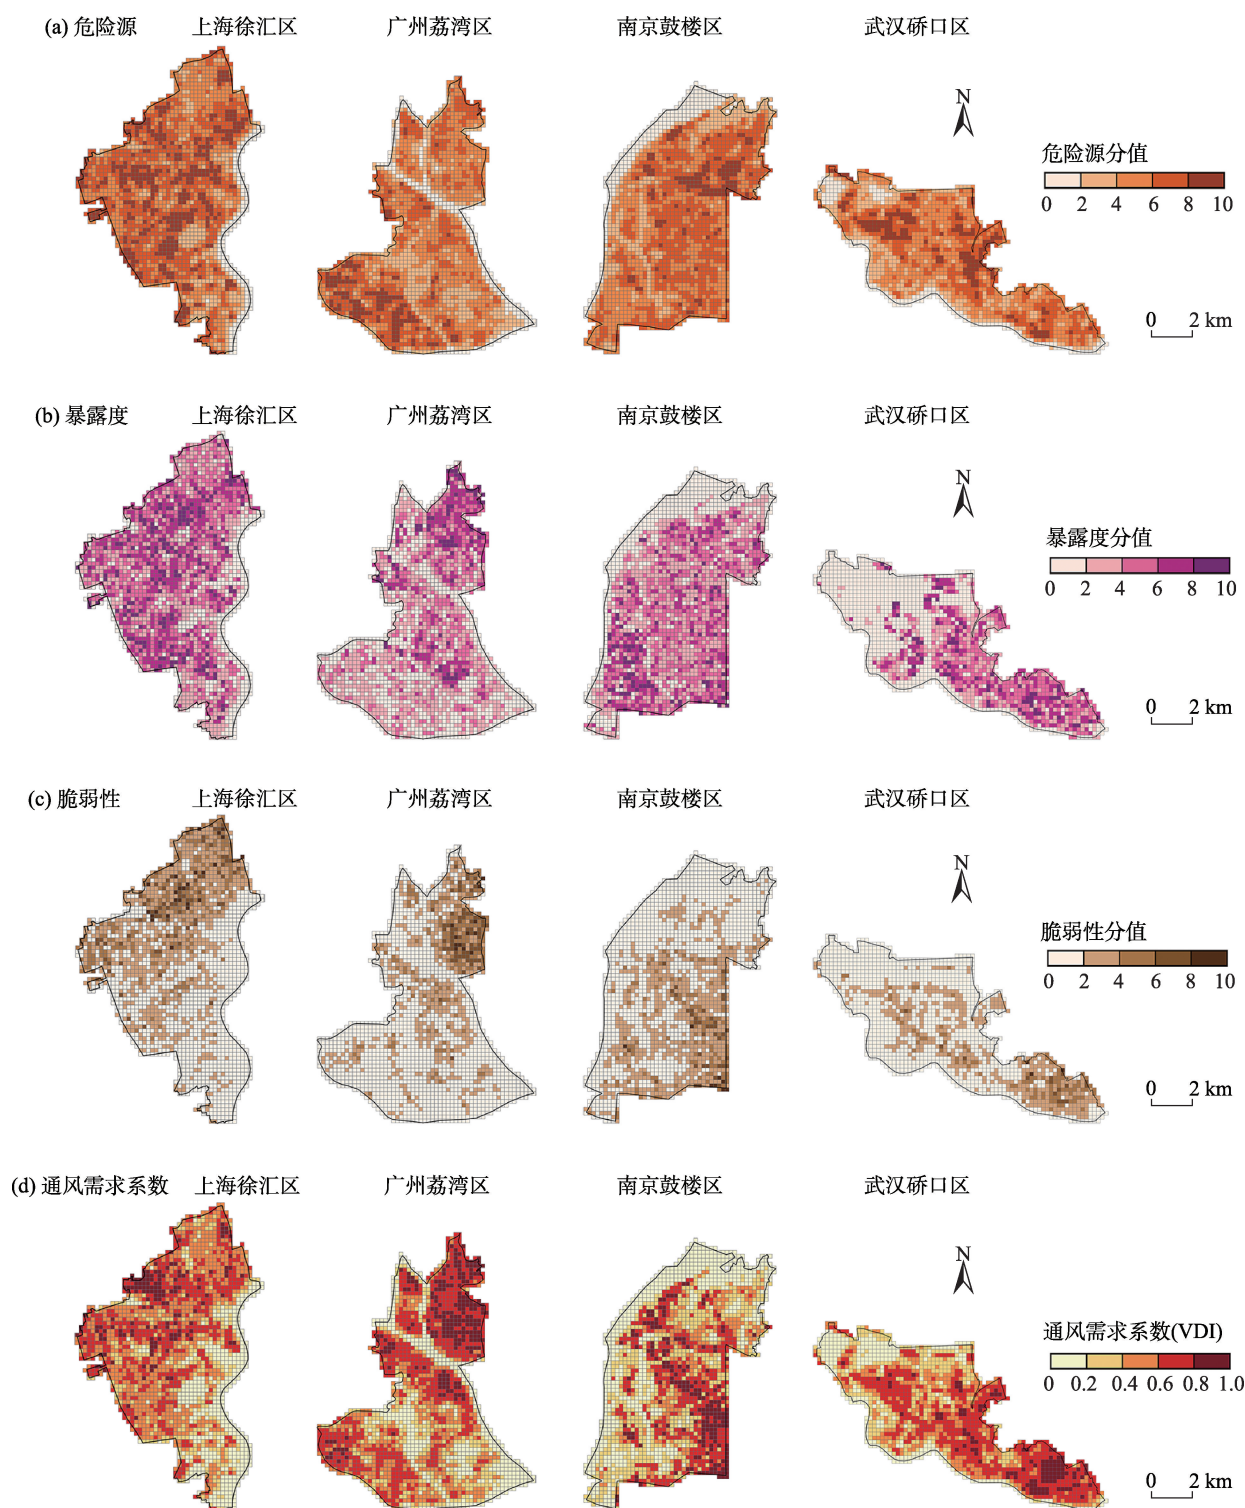 (a) 危险源 上海徐汇区 广州荔湾区 南京鼓楼区 武汉硚口区
N
危险源分值
0 2 4 6 8 10
0 2 km
(b) 暴露度 上海徐汇区 广州荔湾区 南京鼓楼区 武汉硚口区
N
暴露度分值
0 2 4 6 8 10
0 2 km
(c) 脆弱性 上海徐汇区 广州荔湾区 南京鼓楼区 武汉硚口区
N
脆弱性分值
0 2 4 6 8 10
0 2 km
(d) 通风需求系数 上海徐汇区 广州荔湾区 南京鼓楼区 武汉硚口区
N
通风需求系数(VDI)
0 0.2 0.4 0.6 0.8 1.0
0 2 km